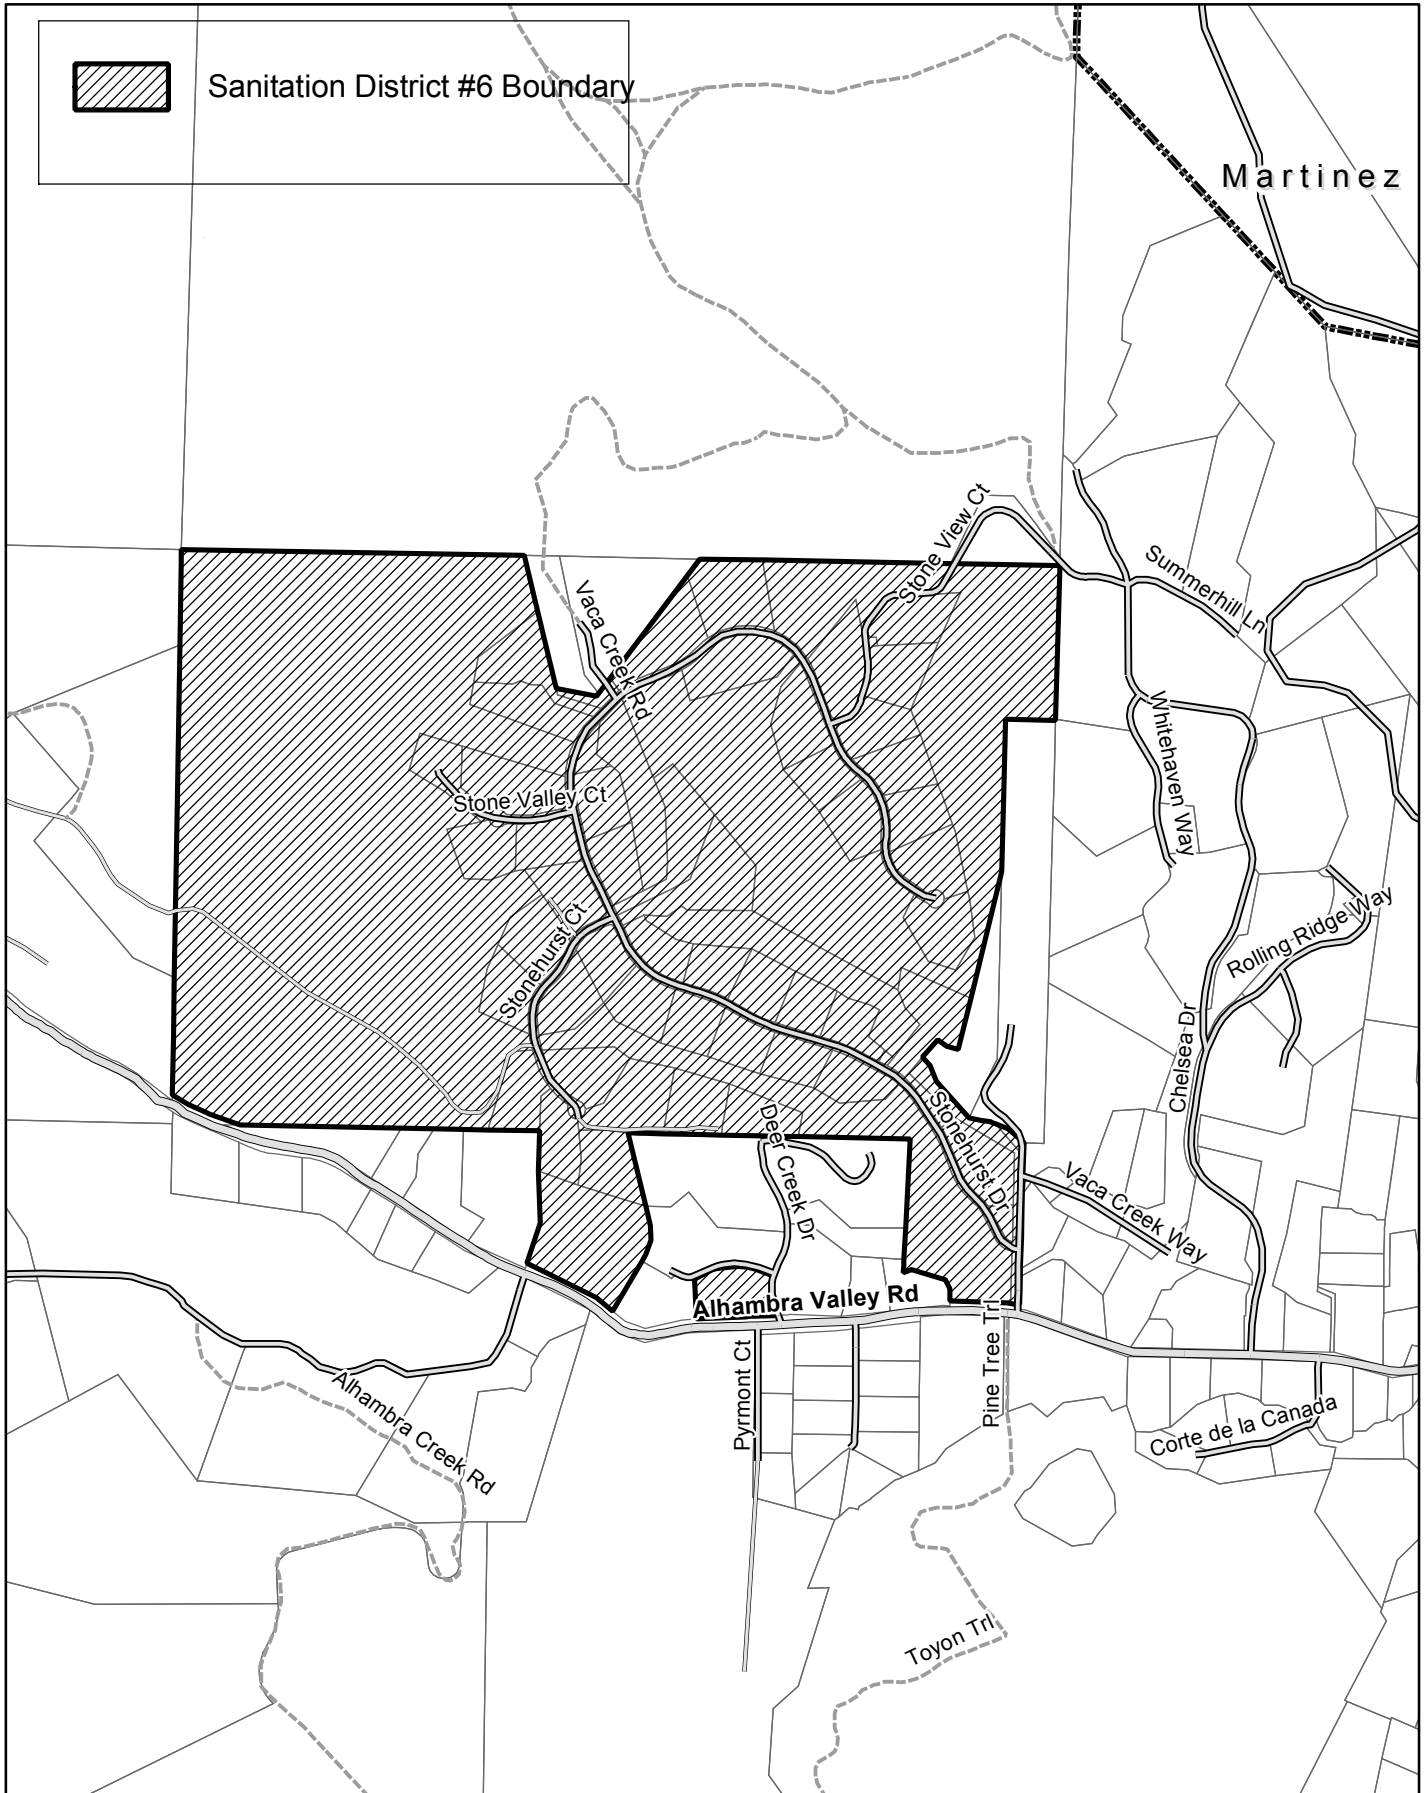 Sanitation District #6 Boundary
Martinez
Stone View Ct
Summerhill Ln
Vaca Creek Rd
Whitehaven Way
Stone Valley Ct
Rolling Ridge Way
Stonehurst Ct
Chelsea Dr
Stonehurst Dr
Deer Creek Dr
Vaca Creek Way
Alhambra Valley Rd
Pine Tree Trl
Pyrmont Ct
Alhambra Creek Rd
Corte de la Canada
Toyon Trl